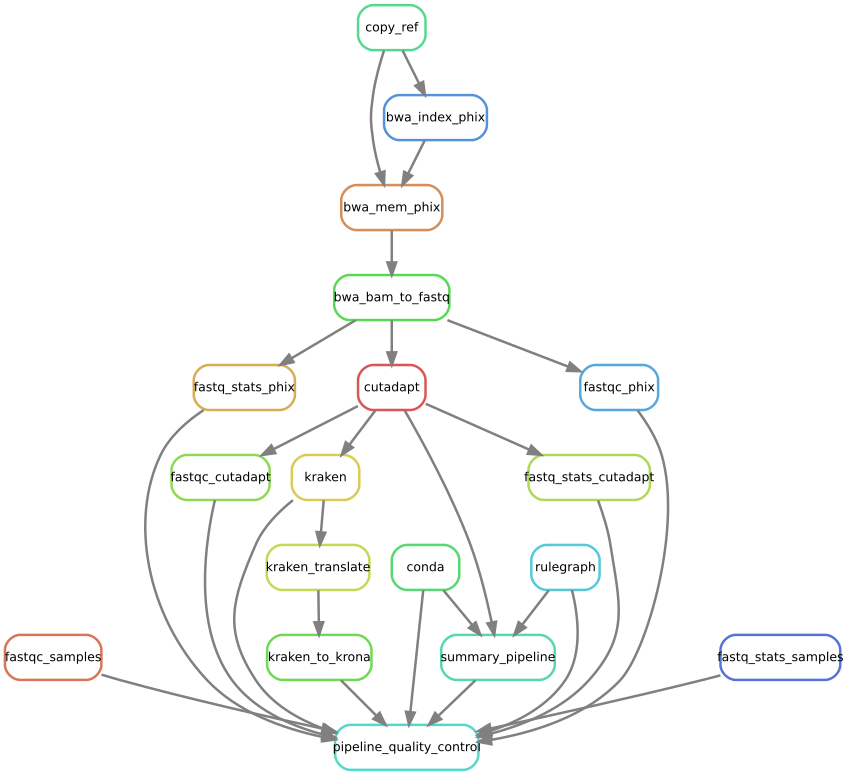 copy_ref
bwa_index_phix
bwa_mem_phix
bwa_bam_to_fastq
fastq_stats_phix
cutadapt
fastqc_phix
fastqc_cutadapt
kraken
fastq_stats_cutadapt
kraken_translate
conda
rulegraph
fastqc_samples
kraken_to_krona
summary_pipeline
fastq_stats_samples
pipeline_quality_control